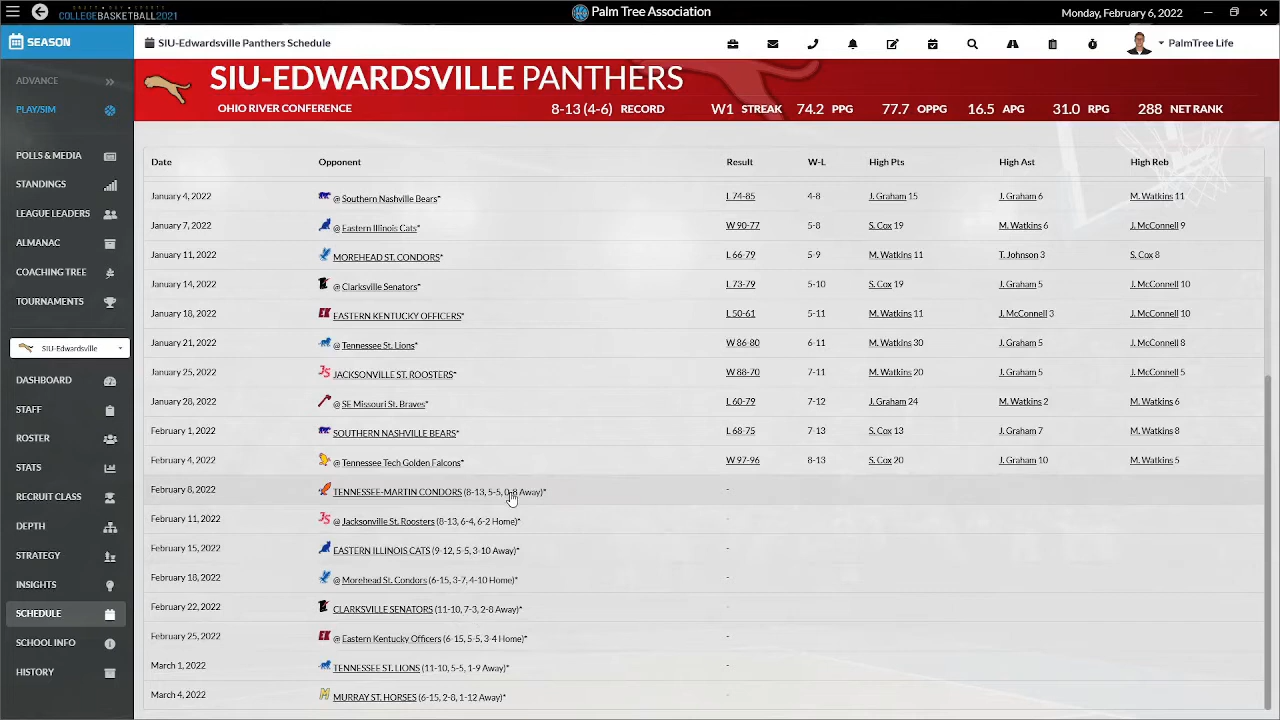 DRAFT DAY SPORTS
COLLEGE BASKETBALL 2021
Palm Tree Association
Monday, February 6, 2022
SEASON
SIU-Edwardsville Panthers Schedule
PalmTree Life
ADVANCE
PLAY/SIM
POLLS & MEDIA
STANDINGS
LEAGUE LEADERS
ALMANAC
COACHING TREE
TOURNAMENTS
SIU-Edwardsville
DASHBOARD
STAFF
ROSTER
STATS
RECRUIT CLASS
DEPTH
STRATEGY
INSIGHTS
SCHEDULE
SCHOOL INFO
HISTORY
SIU-EDWARDSVILLE PANTHERS
OHIO RIVER CONFERENCE 8-13 (4-6) RECORD W1 STREAK 74.2 PPG 77.7 OPPG 16.5 APG 31.0 RPG 288 NET RANK
Date Opponent Result W-L High Pts High Ast High Reb
January 4, 2022 @ Southern Nashville Bears* L 74-85 4-8 J. Graham 15 J. Graham 6 M. Watkins 11
January 7, 2022 @ Eastern Illinois Cats* W 90-77 5-8 S. Cox 19 M. Watkins 6 J. McConnell 9
January 11, 2022 MOREHEAD ST. CONDORS* L 66-79 5-9 M. Watkins 11 T. Johnson 3 S. Cox 8
January 14, 2022 @ Clarksville Senators* L 73-79 5-10 S. Cox 19 J. Graham 5 J. McConnell 10
January 18, 2022 EASTERN KENTUCKY OFFICERS* L 50-61 5-11 M. Watkins 11 J. McConnell 3 J. McConnell 10
January 21, 2022 @ Tennessee St. Lions* W 86-80 6-11 M. Watkins 30 J. Graham 5 J. McConnell 8
January 25, 2022 JS JACKSONVILLE ST. ROOSTERS* W 88-70 7-11 M. Watkins 20 J. Graham 5 J. McConnell 5
January 28, 2022 @ SE Missouri St. Braves* L 60-79 7-12 J. Graham 24 M. Watkins 2 M. Watkins 6
February 1, 2022 SOUTHERN NASHVILLE BEARS* L 68-75 7-13 S. Cox 13 J. Graham 7 M. Watkins 8
February 4, 2022 @ Tennessee Tech Golden Falcons* W 97-96 8-13 S. Cox 20 J. Graham 10 M. Watkins 5
February 8, 2022 TENNESSEE-MARTIN CONDORS (8-13, 5-5, 0-8 Away)* -
February 11, 2022 JS @ Jacksonville St. Roosters (8-13, 6-4, 6-2 Home)* -
February 15, 2022 EASTERN ILLINOIS CATS (9-12, 5-5, 3-10 Away)* -
February 18, 2022 @ Morehead St. Condors (6-15, 3-7, 4-10 Home)* -
February 22, 2022 CLARKSVILLE SENATORS (11-10, 7-3, 2-8 Away)* -
February 25, 2022 @ Eastern Kentucky Officers (6-15, 5-5, 3-4 Home)* -
March 1, 2022 TENNESSEE ST. LIONS (11-10, 5-5, 1-9 Away)* -
March 4, 2022 M MURRAY ST. HORSES (6-15, 2-8, 1-12 Away)* -